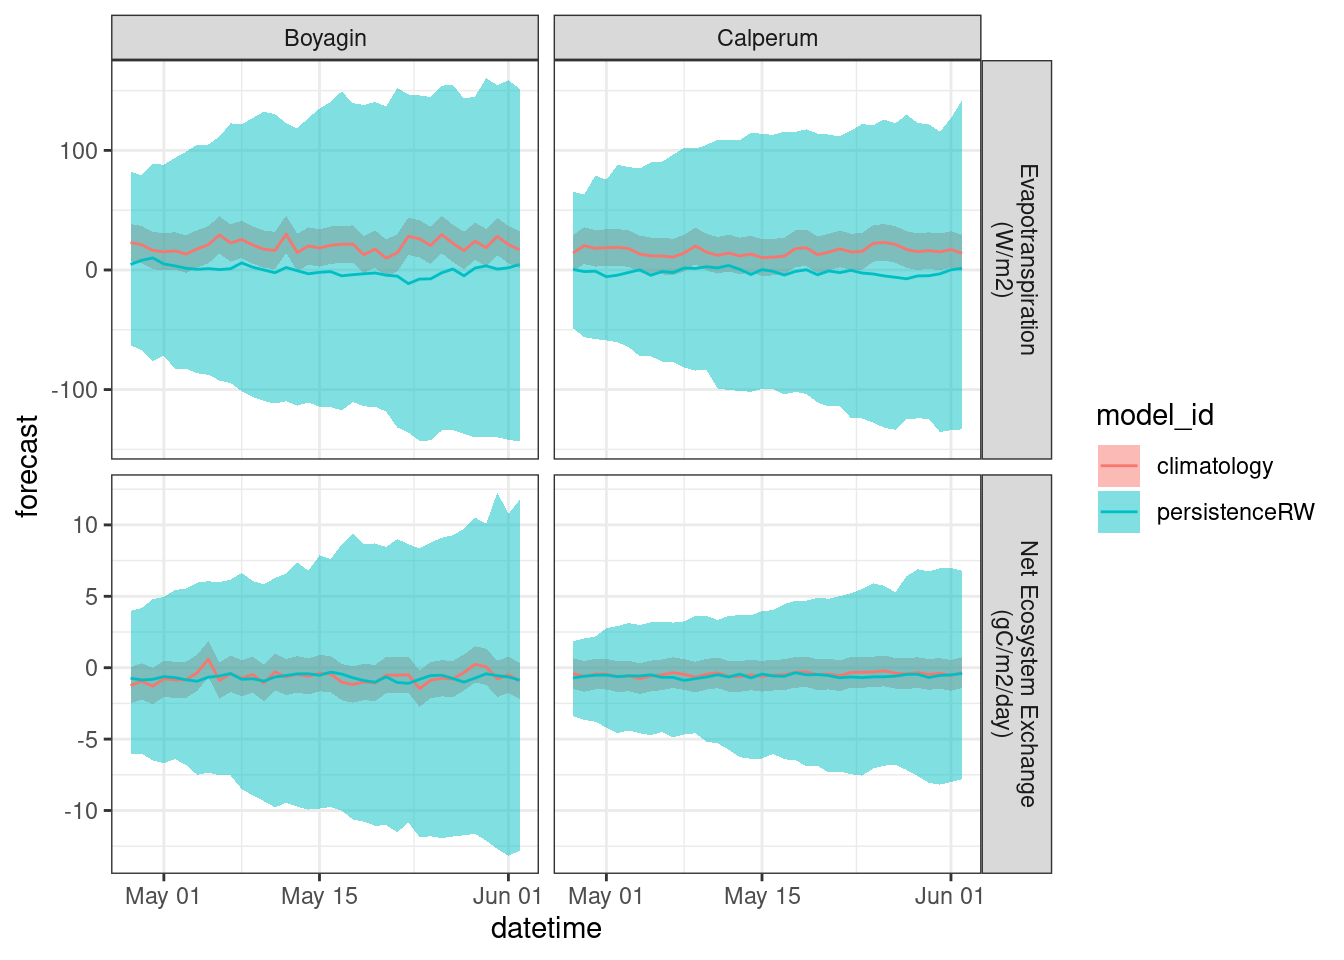 Boyagin
Calperum
100
0
-100
Evapotranspiration
(W/m2)
10
5
0
-5
-10
Net Ecosystem Exchange
(gC/m2/day)
forecast
May 01
May 15
Jun 01
May 01
May 15
Jun 01
datetime
model_id
climatology
persistenceRW